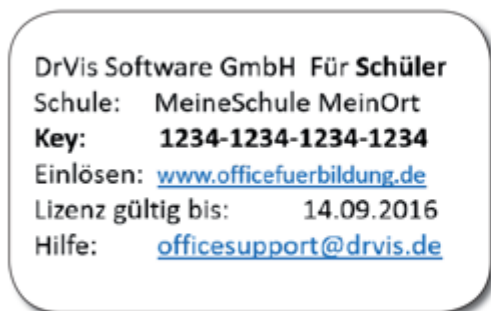 DrVis Software GmbH Für Schüler
Schule: MeineSchule MeinOrt
Key: 1234-1234-1234-1234
Einlösen: www.officefuerbildung.de
Lizenz gültig bis: 14.09.2016
Hilfe: officesupport@drvis.de